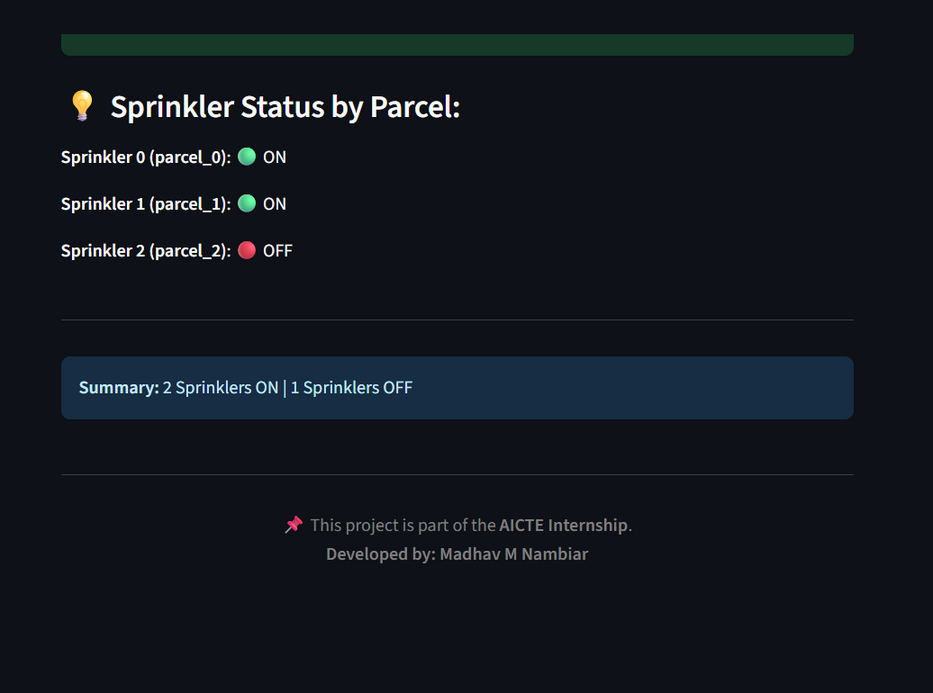 💡 Sprinkler Status by Parcel:
Sprinkler 0 (parcel_0): 🟢 ON
Sprinkler 1 (parcel_1): 🟢 ON
Sprinkler 2 (parcel_2): 🔴 OFF
Summary: 2 Sprinklers ON | 1 Sprinklers OFF
📌 This project is part of the AICTE Internship.
Developed by: Madhav M Nambiar